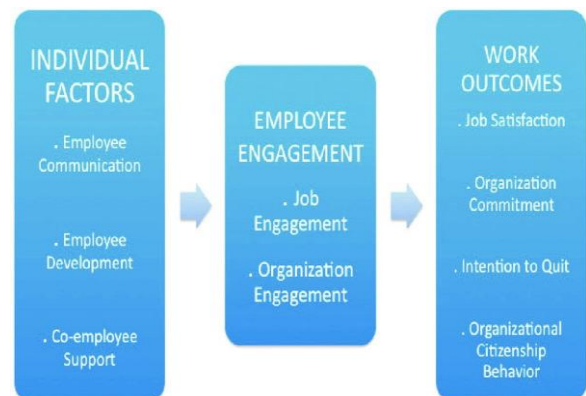 INDIVIDUAL
FACTORS
. Employee
Communication
. Employee
Development
. Co-employee
Support
EMPLOYEE
ENGAGEMENT
. Job
Engagement
. Organization
Engagement
WORK
OUTCOMES
. Job Satisfaction
. Organization
Commitment
. Intention to Quit
. Organizational
Citizenship
Behavior